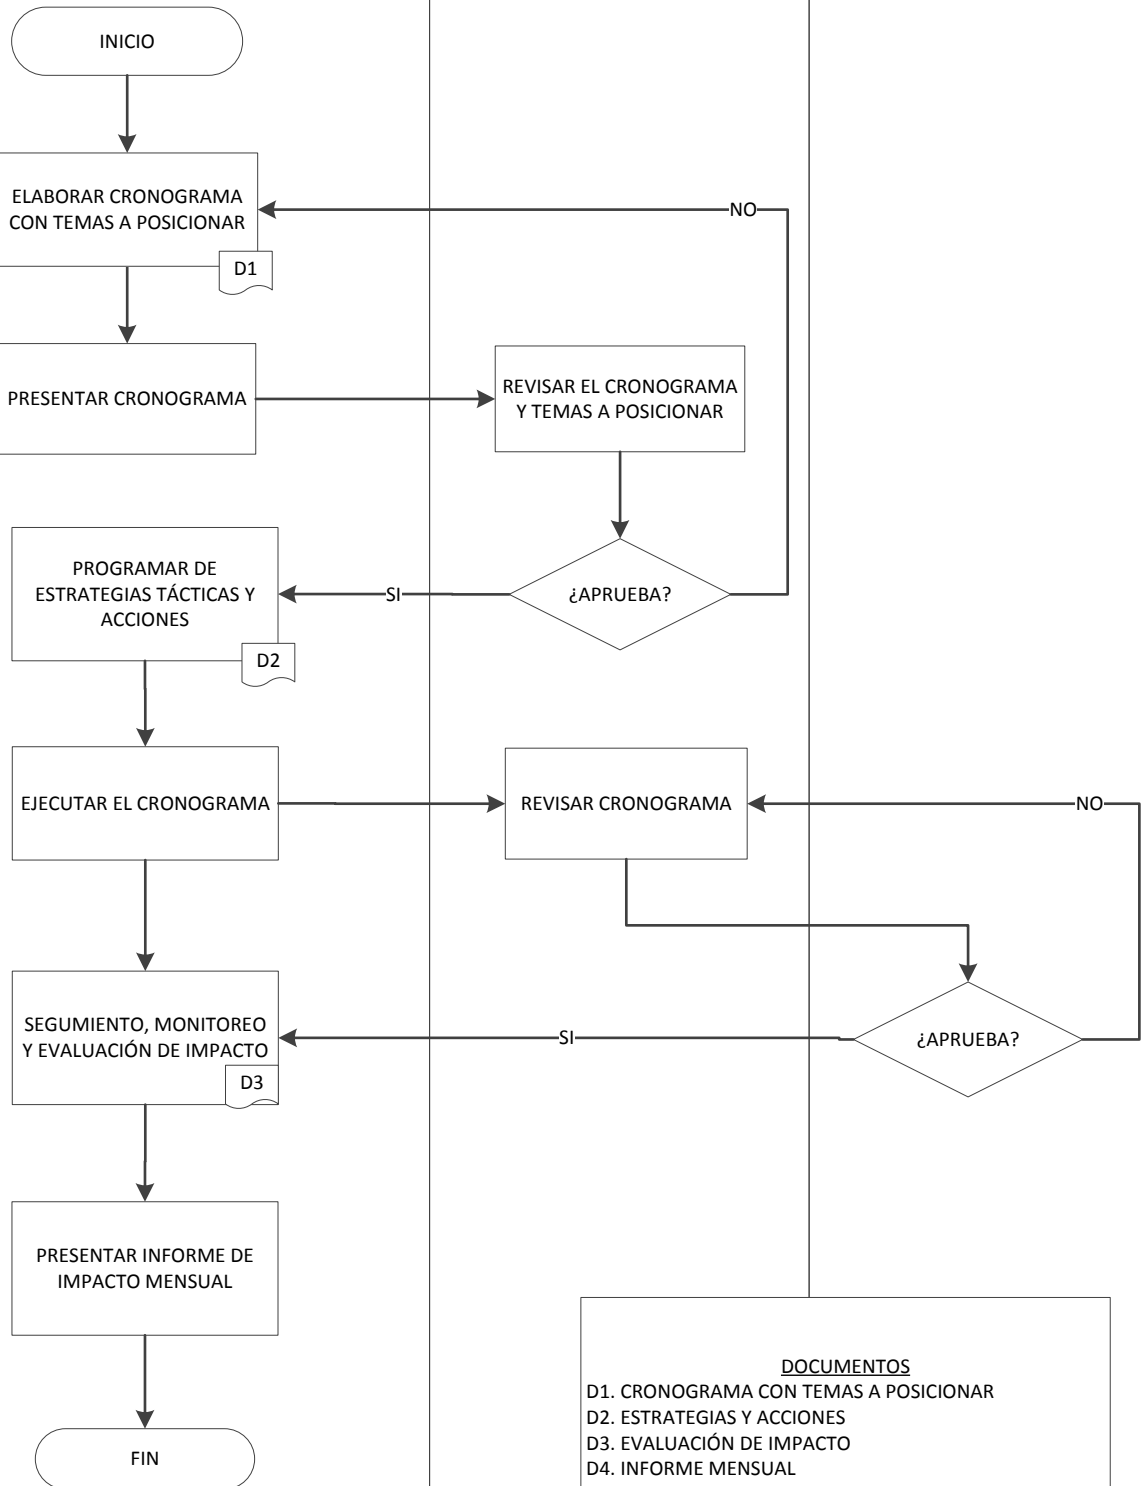 INICIO
ELABORAR CRONOGRAMA
CON TEMAS A POSICIONAR
NO
D1
PRESENTAR CRONOGRAMA
REVISAR EL CRONOGRAMA
Y TEMAS A POSICIONAR
PROGRAMAR DE
ESTRATEGIAS TÁCTICAS Y
ACCIONES
SI
¿APRUEBA?
D2
EJECUTAR EL CRONOGRAMA
REVISAR CRONOGRAMA
NO
SEGUMIENTO, MONITOREO
Y EVALUACIÓN DE IMPACTO
SI
¿APRUEBA?
D3
PRESENTAR INFORME DE
IMPACTO MENSUAL
FIN
DOCUMENTOS
D1. CRONOGRAMA CON TEMAS A POSICIONAR
D2. ESTRATEGIAS Y ACCIONES
D3. EVALUACIÓN DE IMPACTO
D4. INFORME MENSUAL